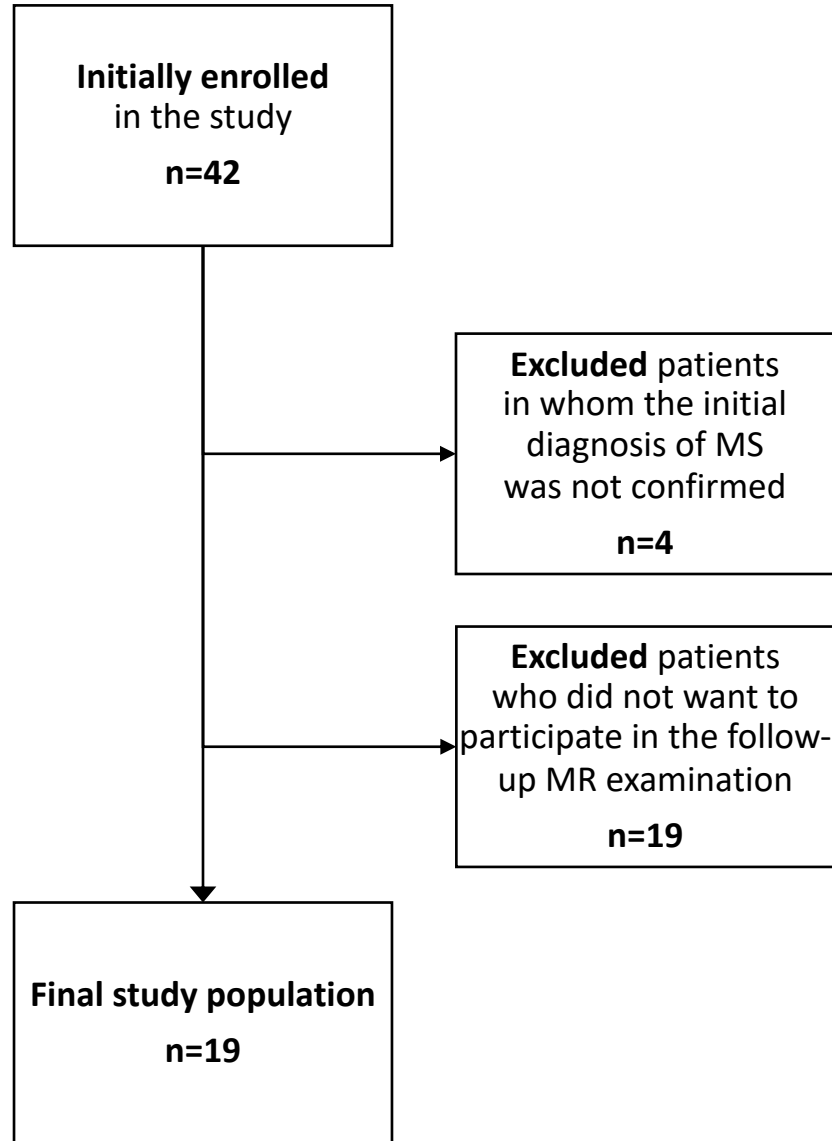 Initially enrolled
in the study
n=42
Excluded patients
in whom the initial
diagnosis of MS
was not confirmed
n=4
Excluded patients
who did not want to
participate in the follow-
up MR examination
n=19
Final study population
n=19